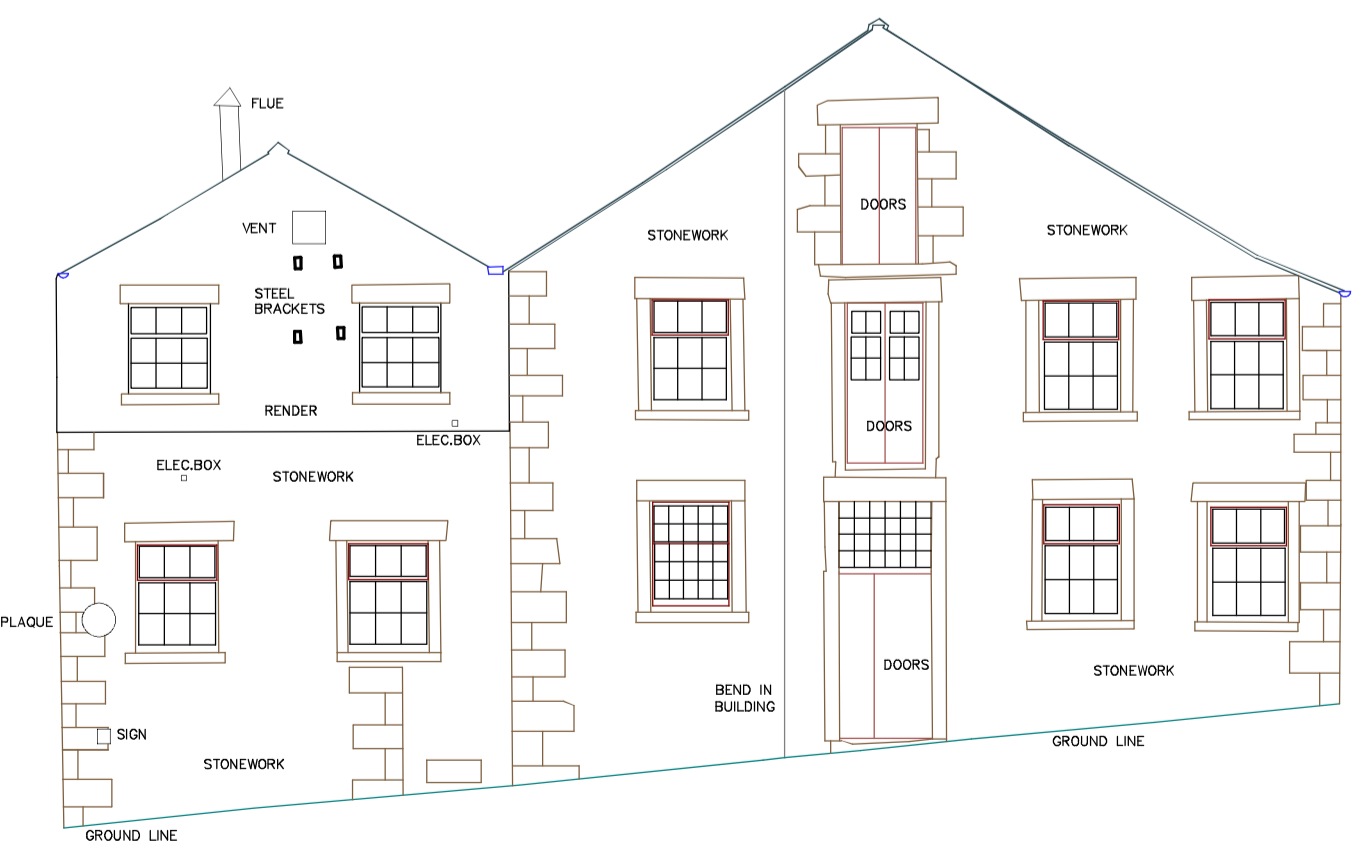 FLUE
VENT
STEEL
BRACKETS
RENDER
ELEC.BOX
ELEC.BOX
STONEWORK
PLAQUE
SIGN
STONEWORK
GROUND LINE
STONEWORK
BEND IN
BUILDING
DOORS
DOORS
DOORS
STONEWORK
STONEWORK
GROUND LINE